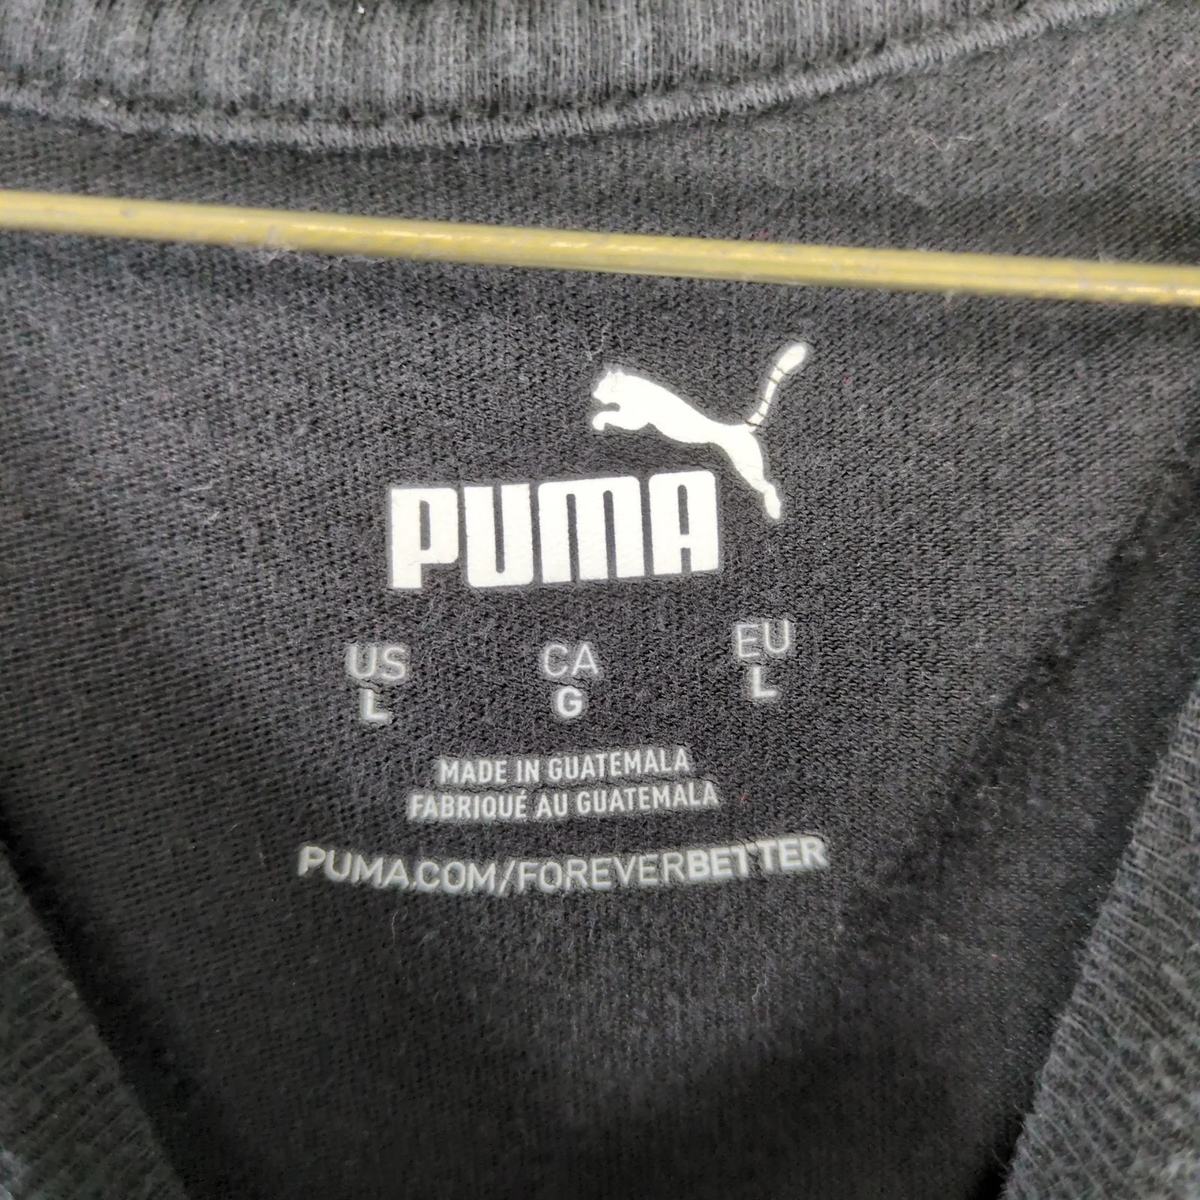 PUMA
US CA EU
L G L
MADE IN GUATEMALA
FABRIQUÉ AU GUATEMALA
PUMA.COM/FOREVERBETTER